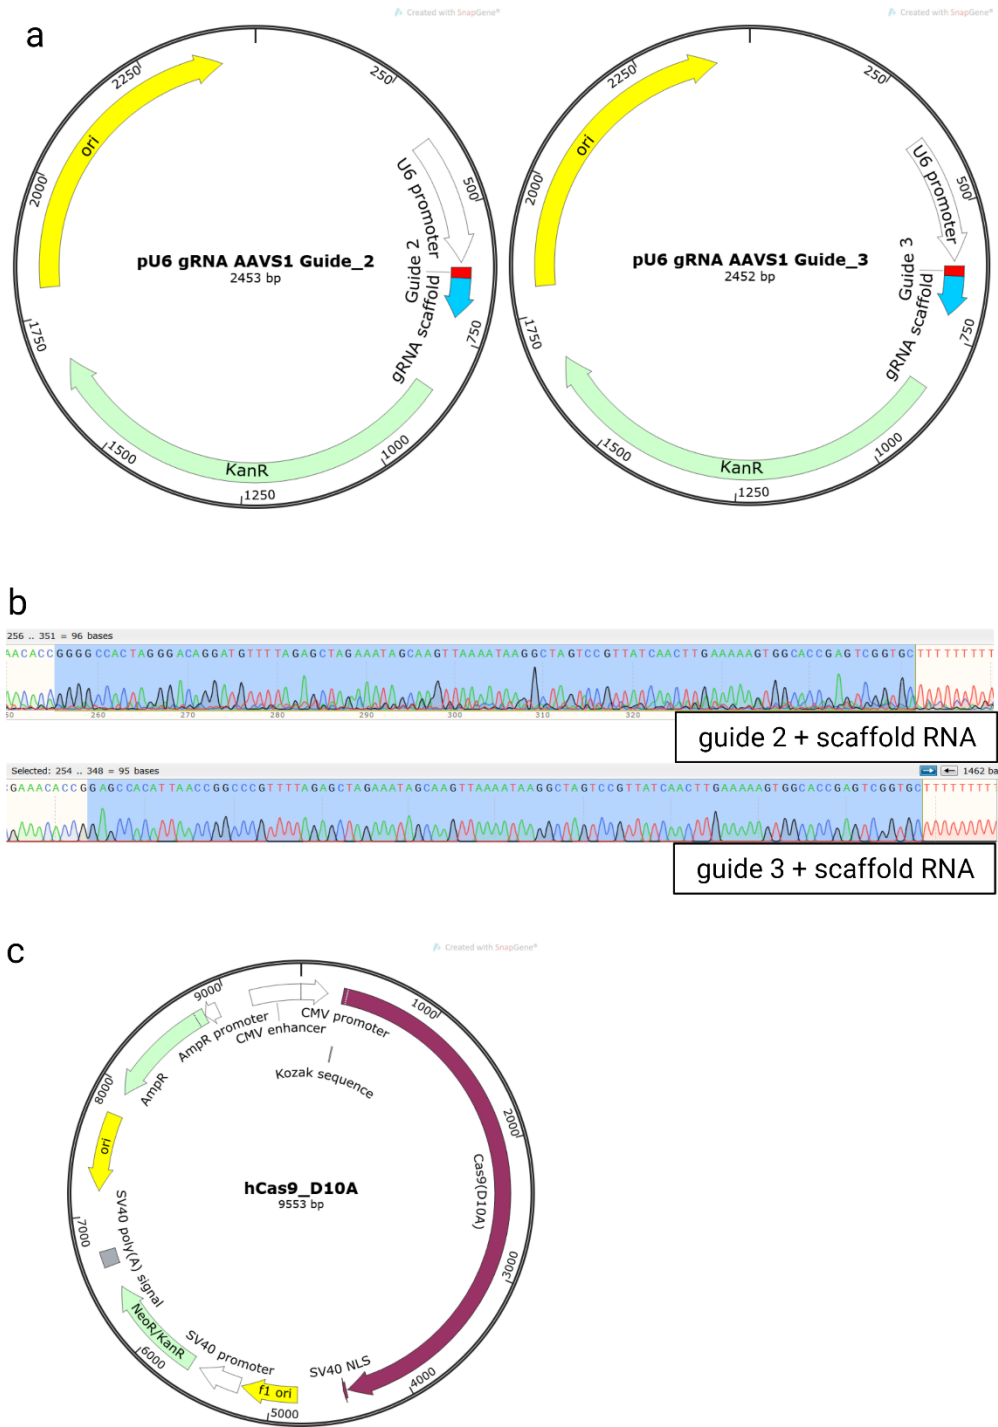 Created with SnapGene®
Created with SnapGene®
a
2250
250
ori
2000
U6 promoter
500
pU6 gRNA AAVS1 Guide_2
2453 bp
Guide 2
gRNA scaffold
1750
750
1500
KanR
1000
1250
2250
250
ori
2000
U6 promoter
500
pU6 gRNA AAVS1 Guide_3
2452 bp
Guide 3
gRNA scaffold
1750
750
1500
KanR
1000
1250
b
256 .. 351 = 96 bases
AACACCGGGGCCACTAGGGACAGGATGTTTTAGAGCTAGAAATAGCAAGTTAAAATAAGGCTAGTCCGTTATCAACTTGAAAAAGTGGCACCGAGTCGGTGCTTTTTTTTT
260 270 280 290 300 310 320
guide 2 + scaffold RNA
Selected: 254 .. 348 = 95 bases
1462 ba
CGAAACACCGGAGCCACATTAACCGGCCCGTTTTAGAGCTAGAAATAGCAAGTTAAAATAAGGCTAGTCCGTTATCAACTTGAAAAAGTGGCACCGAGTCGGTGCTTTTTTTTT
guide 3 + scaffold RNA
c
Created with SnapGene®
9000
AmpR promoter
CMV enhancer
CMV promoter
1000
Kozak sequence
AmpR
8000
ori
2000
Cas9(D10A)
hCas9_D10A
9553 bp
7000
SV40 poly(A) signal
3000
NeoR/KanR
6000
SV40 promoter
f1 ori
5000
SV40 NLS
4000